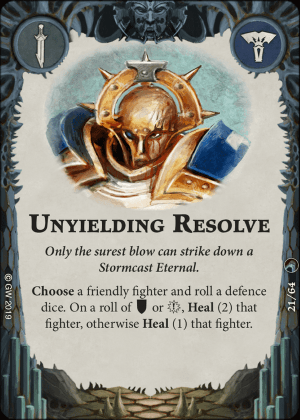 UNYIELDING RESOLVE
Only the surest blow can strike down a
Stormcast Eternal.
Choose a friendly fighter and roll a defence
dice. On a roll of or , Heal (2) that
fighter, otherwise Heal (1) that fighter.
© GW 2019
21/64